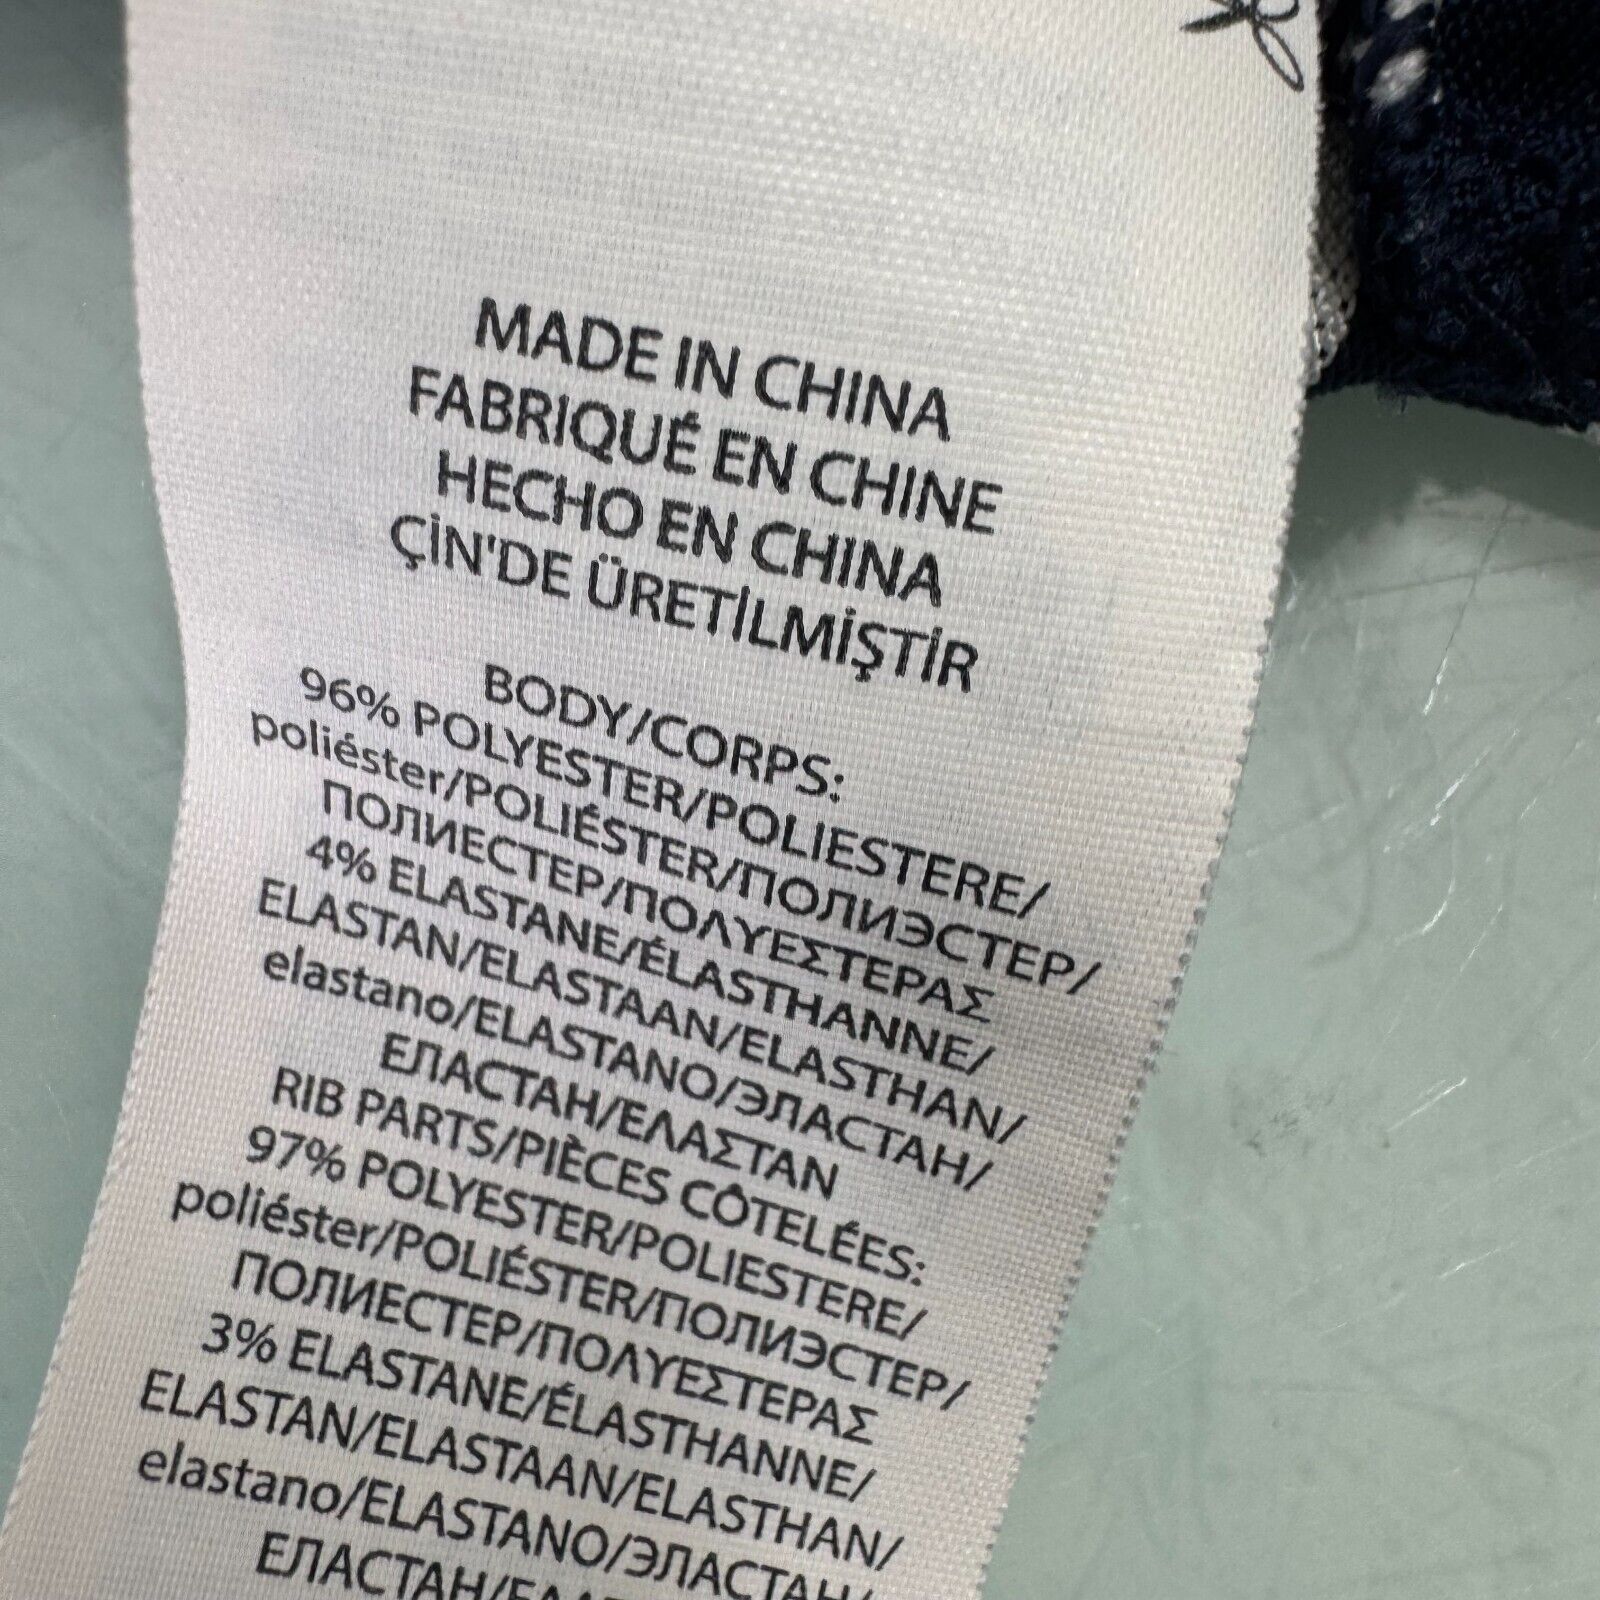 MADE IN CHINA
FABRIQUÉ EN CHINE
HECHO EN CHINA
ÇİN'DE ÜRETİLMİŞTİR
BODY/CORPS:
96% POLYESTER/POLIESTERE/
poliéster/POLIÉSTER/ПОЛИЭСТЕР/
ПОЛИЕСТЕР/ΠΟΛΥΕΣΤΕΡΑΣ
4% ELASTANE/ÉLASTHANNE/
ELASTAN/ELASTAAN/ELASTHAN/
elastano/ELASTANO/ЭЛАСТАН/
ЕЛАСТАН/ΕΛΑΣΤΑΝ
RIB PARTS/PIÈCES CÔTELÉES:
97% POLYESTER/POLIESTERE/
poliéster/POLIÉSTER/ПОЛИЭСТЕР/
ПОЛИЕСТЕР/ΠΟΛΥΕΣΤΕΡΑΣ
3% ELASTANE/ÉLASTHANNE/
ELASTAN/ELASTAAN/ELASTHAN/
elastano/ELASTANO/ЭЛАСТАН/
ЕЛАСТАН/